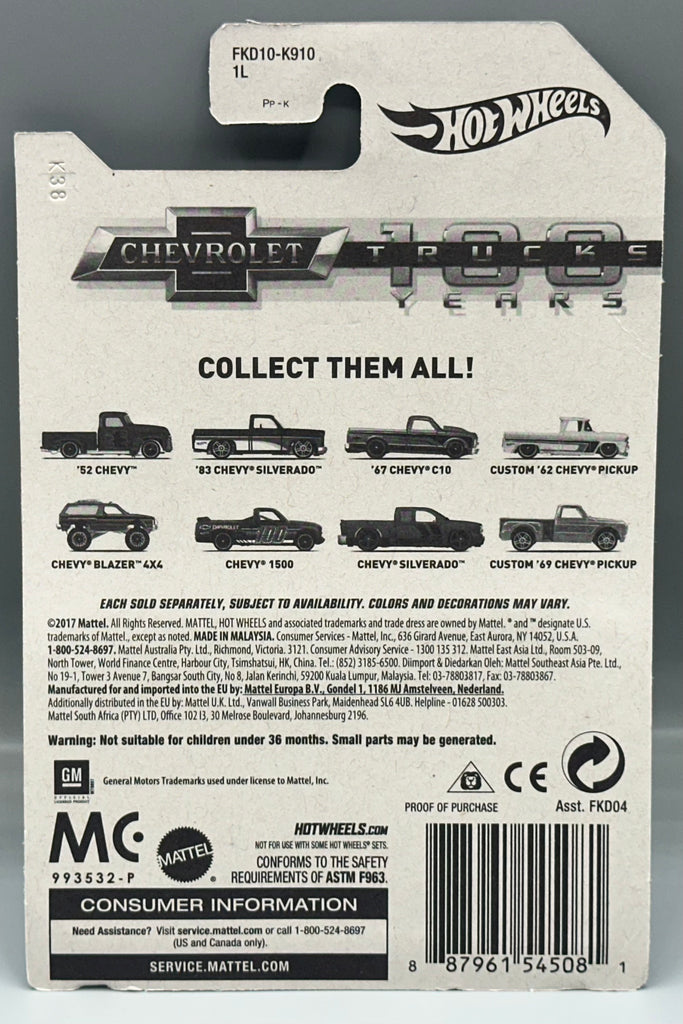 FKD10-K910
1L
PP-K
HOT WHEELS
K38
CHEVROLET
100
TRUCKS
YEARS
COLLECT THEM ALL!
'52 CHEVY™ '83 CHEVY® SILVERADO™ '67 CHEVY® C10 CUSTOM '62 CHEVY® PICKUP
CHEVROLET 100
CHEVY® BLAZER™ 4X4 CHEVY® 1500 CHEVY® SILVERADO™ CUSTOM '69 CHEVY® PICKUP
EACH SOLD SEPARATELY, SUBJECT TO AVAILABILITY. COLORS AND DECORATIONS MAY VARY.
©2017 Mattel. All Rights Reserved. MATTEL, HOT WHEELS and associated trademarks and trade dress are owned by Mattel. ® and ™ designate U.S.
trademarks of Mattel, except as noted. MADE IN MALAYSIA. Consumer Services - Mattel, Inc., 636 Girard Avenue, East Aurora, NY 14052, U.S.A.
1-800-524-8697. Mattel Australia Pty. Ltd., Richmond, Victoria. 3121. Consumer Advisory Service - 1300 135 312. Mattel East Asia Ltd., Room 503-09,
North Tower, World Finance Centre, Harbour City, Tsimshatsui, HK, China. Tel.: (852) 3185-6500. Diimport & Diedarkan Oleh: Mattel Southeast Asia Pte. Ltd.,
No 19-1, Tower 3 Avenue 7, Bangsar South City, No 8, Jalan Kerinchi, 59200 Kuala Lumpur, Malaysia. Tel: 03-78803817, Fax: 03-78803867.
Manufactured for and imported into the EU by: Mattel Europa B.V., Gondel 1, 1186 MJ Amstelveen, Nederland.
Additionally distributed in the EU by: Mattel U.K. Ltd., Vanwall Business Park, Maidenhead SL6 4UB. Helpline - 01628 500303.
Mattel South Africa (PTY) LTD, Office 102 I3, 30 Melrose Boulevard, Johannesburg 2196.
Warning: Not suitable for children under 36 months. Small parts may be generated.
GM
OFFICIAL
LICENSED PRODUCT
General Motors Trademarks used under license to Mattel, Inc.
PROOF OF PURCHASE
CE
Asst. FKD04
MC
993532-P
MATTEL ®
HOTWHEELS.COM
NOT FOR USE WITH SOME HOT WHEELS® SETS.
CONFORMS TO THE SAFETY
REQUIREMENTS OF ASTM F963.
CONSUMER INFORMATION
Need Assistance? Visit service.mattel.com or call 1-800-524-8697
(US and Canada only).
SERVICE.MATTEL.COM
8 87961 54508 1